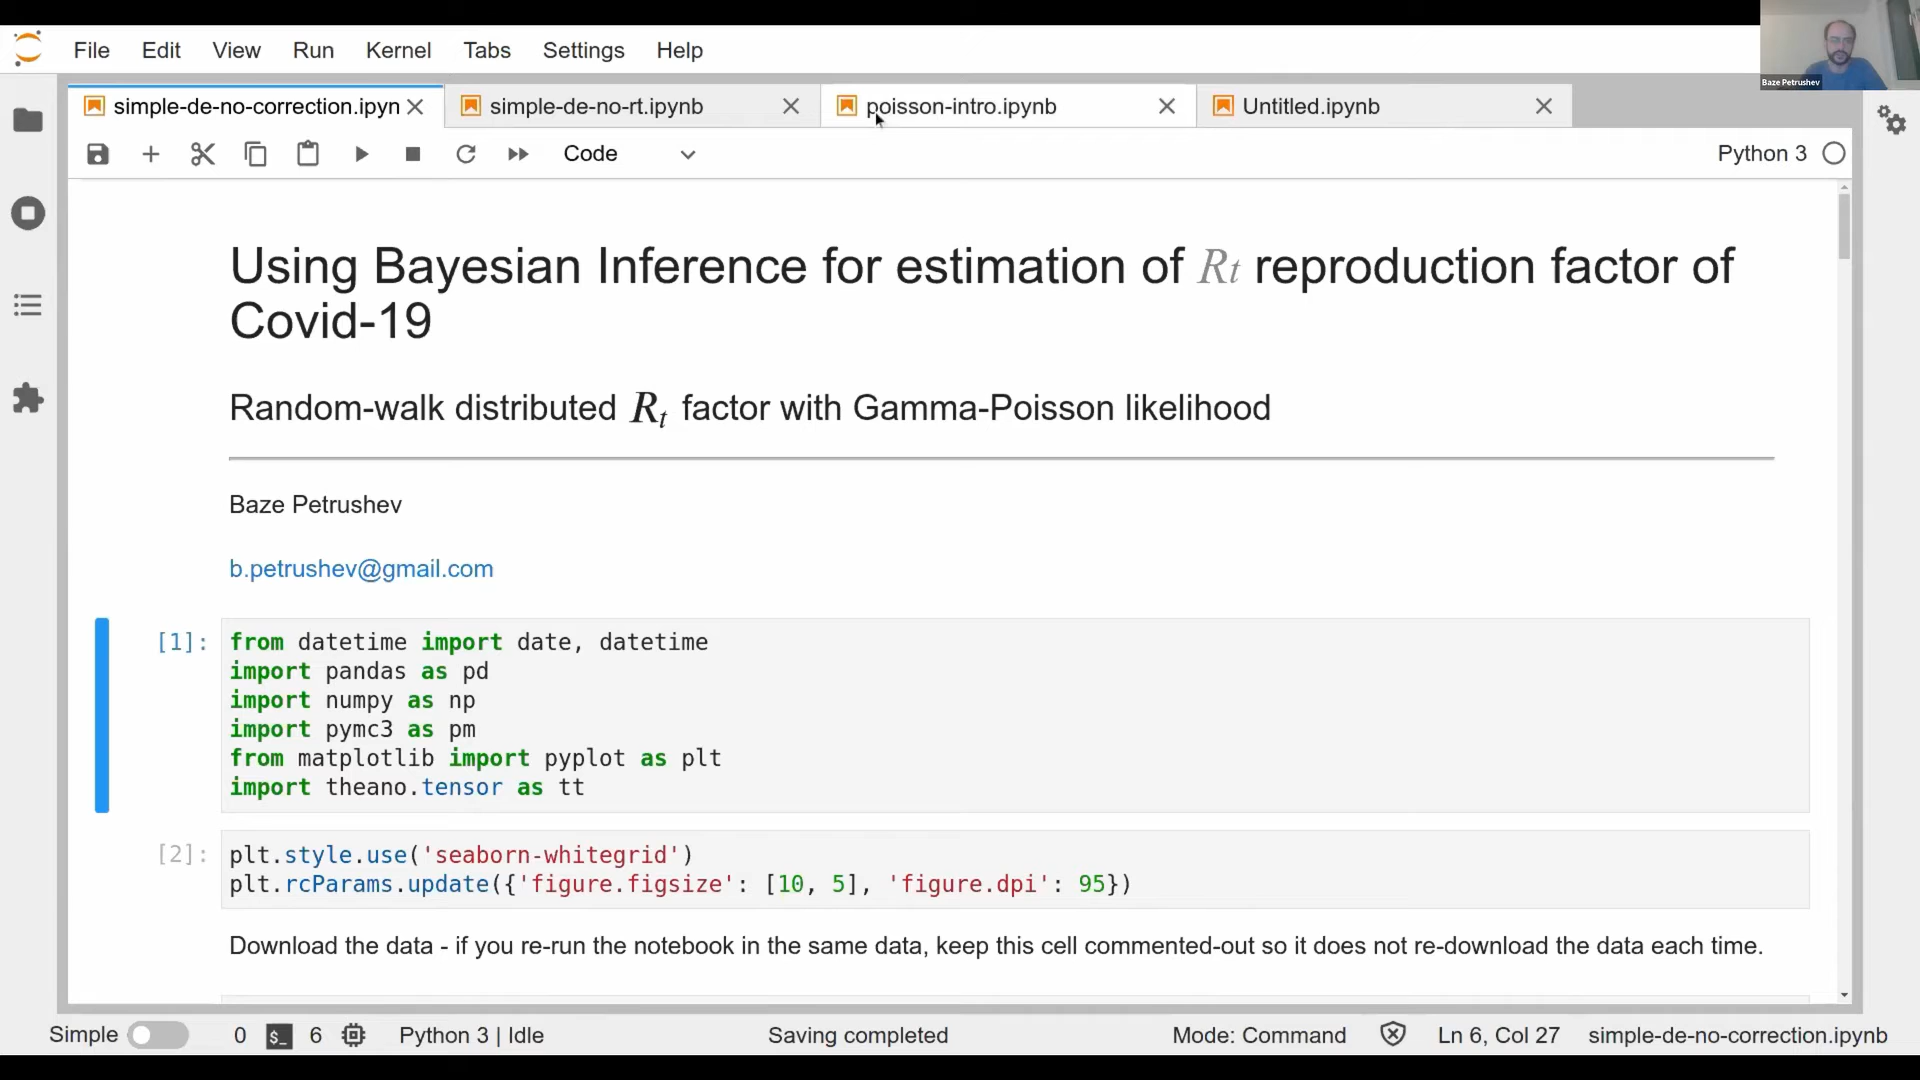 File Edit View Run Kernel Tabs Settings Help
Baze Petrushev
simple-de-no-correction.ipyn simple-de-no-rt.ipynb poisson-intro.ipynb Untitled.ipynb
Code Python 3
Using Bayesian Inference for estimation of Rt reproduction factor of
Covid-19
Random-walk distributed Rt factor with Gamma-Poisson likelihood
Baze Petrushev
b.petrushev@gmail.com
[1]: from datetime import date, datetime
import pandas as pd
import numpy as np
import pymc3 as pm
from matplotlib import pyplot as plt
import theano.tensor as tt
[2]: plt.style.use('seaborn-whitegrid')
plt.rcParams.update({'figure.figsize': [10, 5], 'figure.dpi': 95})
Download the data - if you re-run the notebook in the same data, keep this cell commented-out so it does not re-download the data each time.
Simple 0 $_ 6 Python 3 | Idle Saving completed Mode: Command Ln 6, Col 27 simple-de-no-correction.ipynb